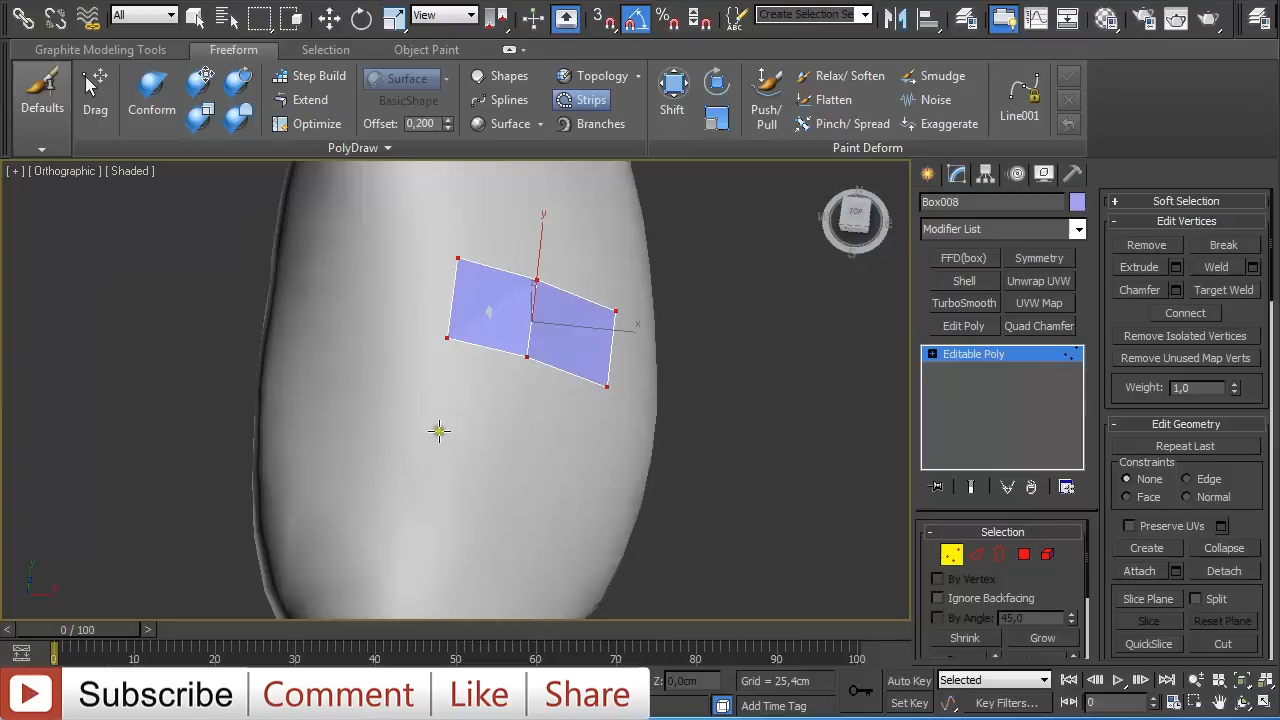 All
View
3
Create Selection Se
Graphite Modeling Tools
Freeform
Selection
Object Paint
Defaults
Drag
Conform
Step Build
Extend
Optimize
Surface
BasicShape
Offset: 0,200
Shapes
Splines
Surface
Topology
Strips
Branches
PolyDraw
Shift
Push/
Pull
Relax/ Soften
Flatten
Pinch/ Spread
Smudge
Noise
Exaggerate
Line001
Paint Deform
[ + ] [ Orthographic ] [ Shaded ]
TOP
y
x
Box008
Modifier List
FFD(box)
Symmetry
Shell
Unwrap UVW
TurboSmooth
UVW Map
Edit Poly
Quad Chamfer
Editable Poly
Selection
By Vertex
Ignore Backfacing
By Angle: 45,0
Shrink
Grow
Soft Selection
Edit Vertices
Remove
Break
Extrude
Weld
Chamfer
Target Weld
Connect
Remove Isolated Vertices
Remove Unused Map Verts
Weight: 1,0
Edit Geometry
Repeat Last
Constraints
None
Edge
Face
Normal
Preserve UVs
Create
Collapse
Attach
Detach
Slice Plane
Split
Slice
Reset Plane
QuickSlice
Cut
y
x
0 / 100
0 10 20 30 40 50 60 70 80 90 100
Subscribe
Comment
Like
Share
Z: 0,0cm
Grid = 25,4cm
Add Time Tag
Auto Key
Selected
Set Key
Key Filters...
0